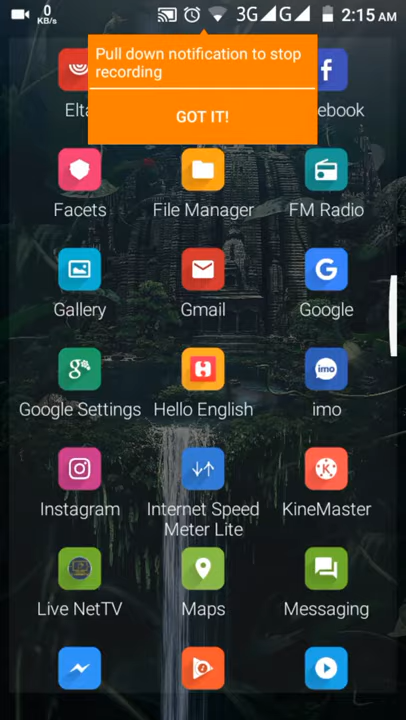 0
KB/s
3G
G
2:15 AM
Pull down notification to stop
recording
GOT IT!
Elta
ebook
Facets
File Manager
FM Radio
Gallery
Gmail
Google
Google Settings
Hello English
imo
imo
Instagram
Internet Speed
Meter Lite
KineMaster
Live NetTV
Maps
Messaging